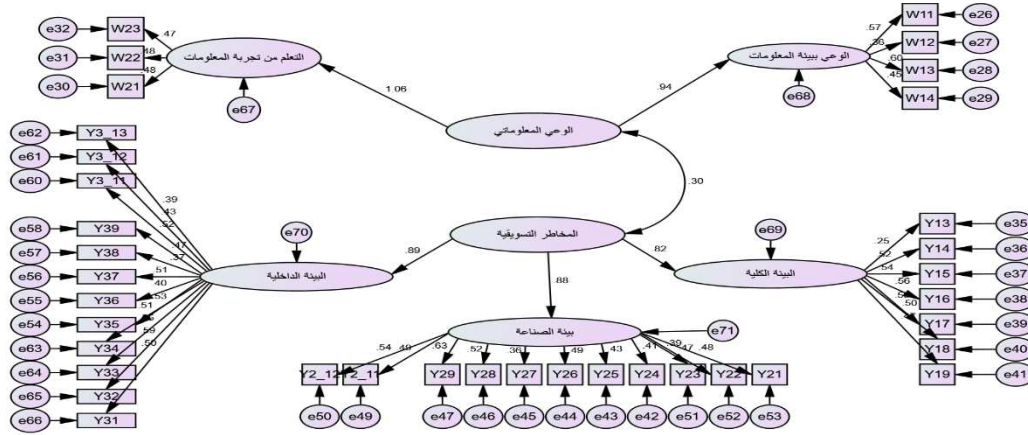 e32 W23 .47
e31 W22 .48
e30 W21 .48
التعلم من تجربة المعلومات
e67
1.06
الوعي ببيئة المعلومات
e68
.94
.57 W11 e26
.36 W12 e27
.60 W13 e28
.45 W14 e29
الوعي المعلوماتي
.30
المخاطر التسويقية
e62 Y3_13 .39
e61 Y3_12 .43
e60 Y3_11 .52
e58 Y39 .47
e57 Y38 .37
e56 Y37 .51
e55 Y36 .40
e54 Y35 .53
e63 Y34 .51
e64 Y33
e65 Y32 .59
e66 Y31 .50
e70
البيئة الداخلية
.89
e69
البيئة الكلية
.82
.25 Y13 e35
.52 Y14 e36
.54 Y15 e37
.56 Y16 e38
Y17 e39
.50 Y18 e40
Y19 e41
.88
بيئة الصناعة
e71
.54 .49 .63 .52 .36 .49 .43 .41 .47 .39 .48
Y2_12 Y2_11 Y29 Y28 Y27 Y26 Y25 Y24 Y23 Y22 Y21
e50 e49 e47 e46 e45 e44 e43 e42 e51 e52 e53